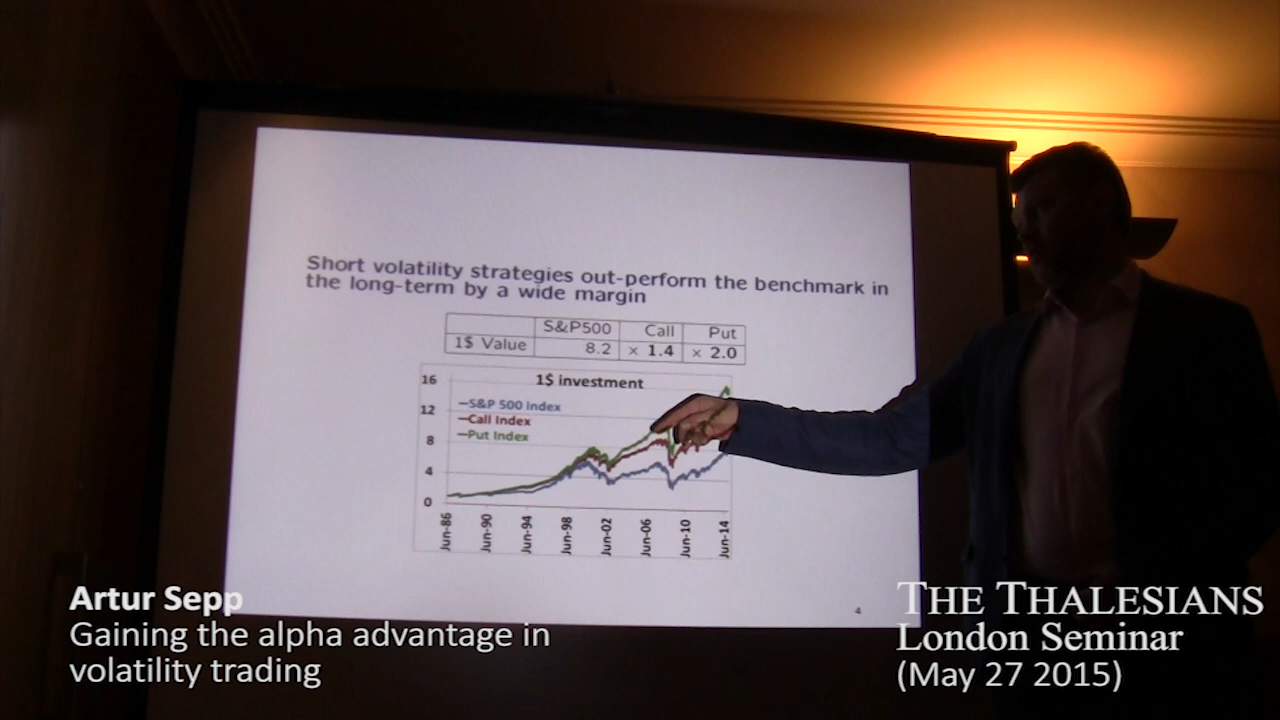 Short volatility strategies out-perform the benchmark in
the long-term by a wide margin
S&P500 Call Put
1$ Value 8.2 × 1.4 × 2.0
1$ investment
16
12
8
4
0
S&P 500 Index
Call Index
Put Index
Jun-86 Jun-90 Jun-94 Jun-98 Jun-02 Jun-06 Jun-10 Jun-14
4
Artur Sepp
Gaining the alpha advantage in
volatility trading
THE THALESIANS
London Seminar
(May 27 2015)